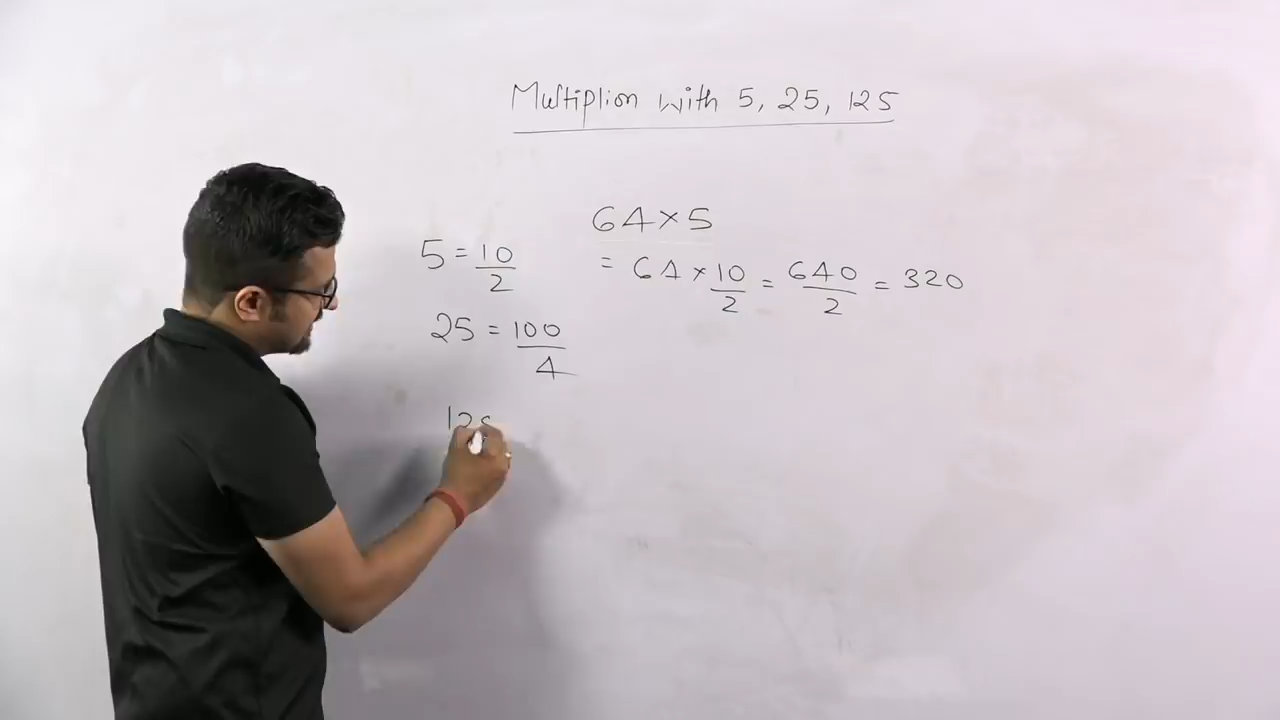 Multiplion with 5, 25, 125
64×5
5 = 10/2
= 64 × 10/2 = 640/2 = 320
25 = 100/4
125